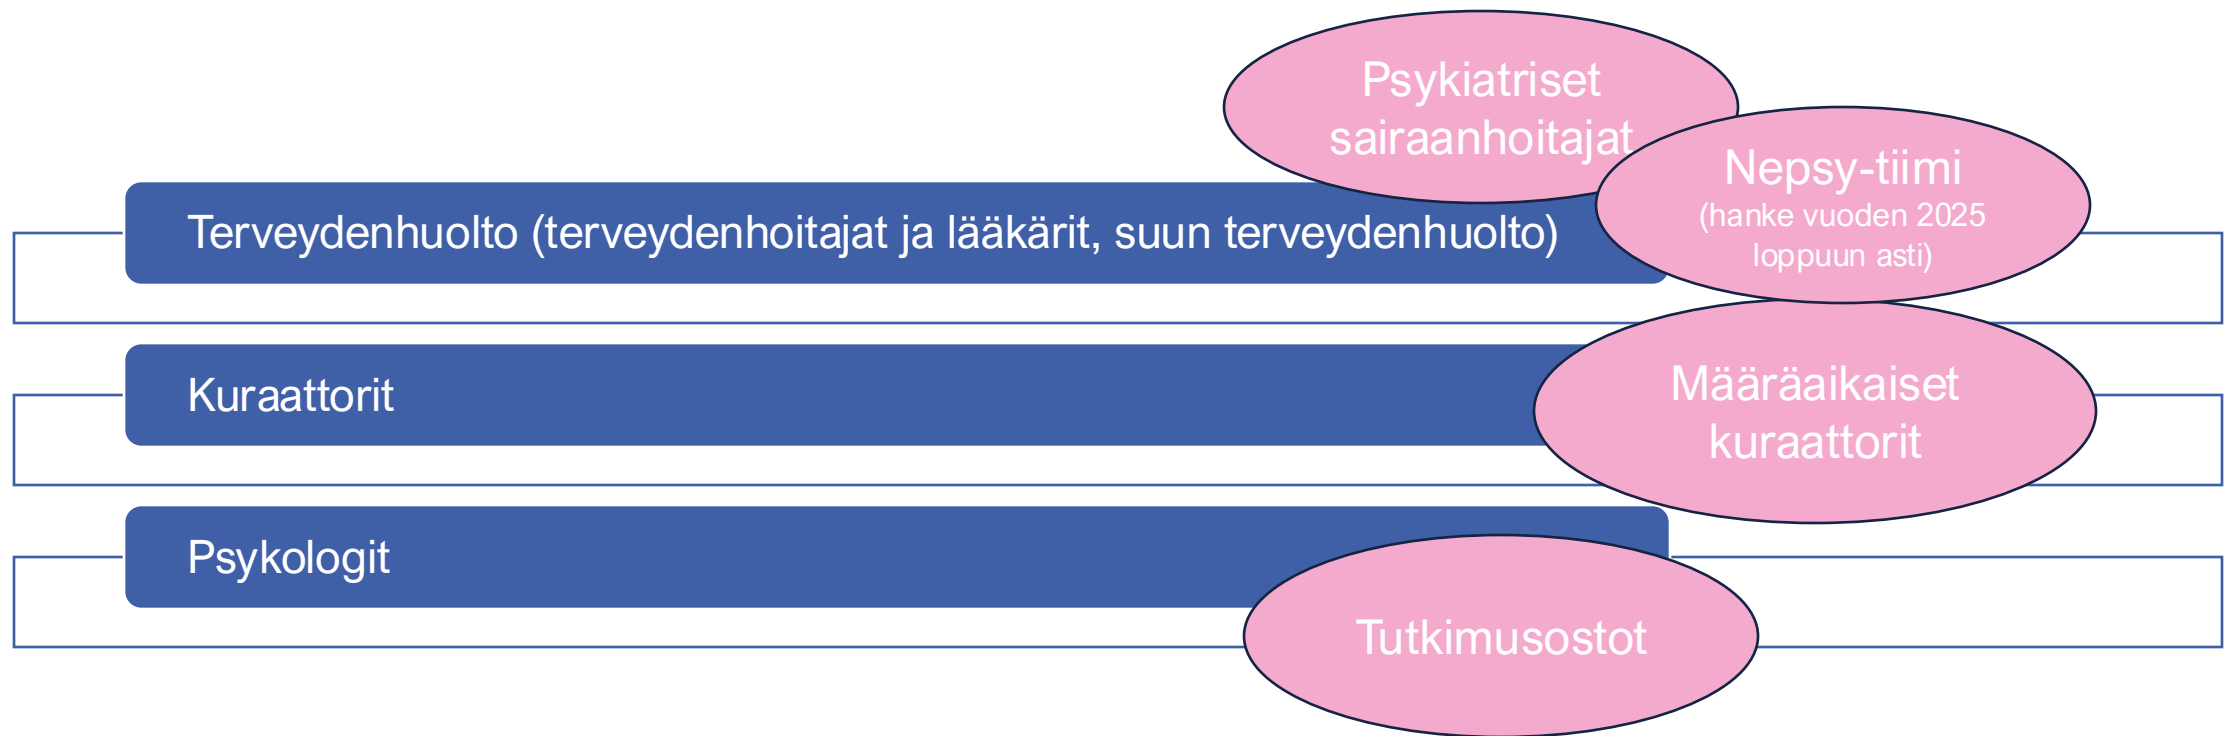 Psykiatriset
sairaanhoitajat
Nepsy-tiimi
(hanke vuoden 2025
loppuun asti)
Terveydenhuolto (terveydenhoitajat ja lääkärit, suun terveydenhuolto)
Kuraattorit
Määräaikaiset
kuraattorit
Psykologit
Tutkimusostot